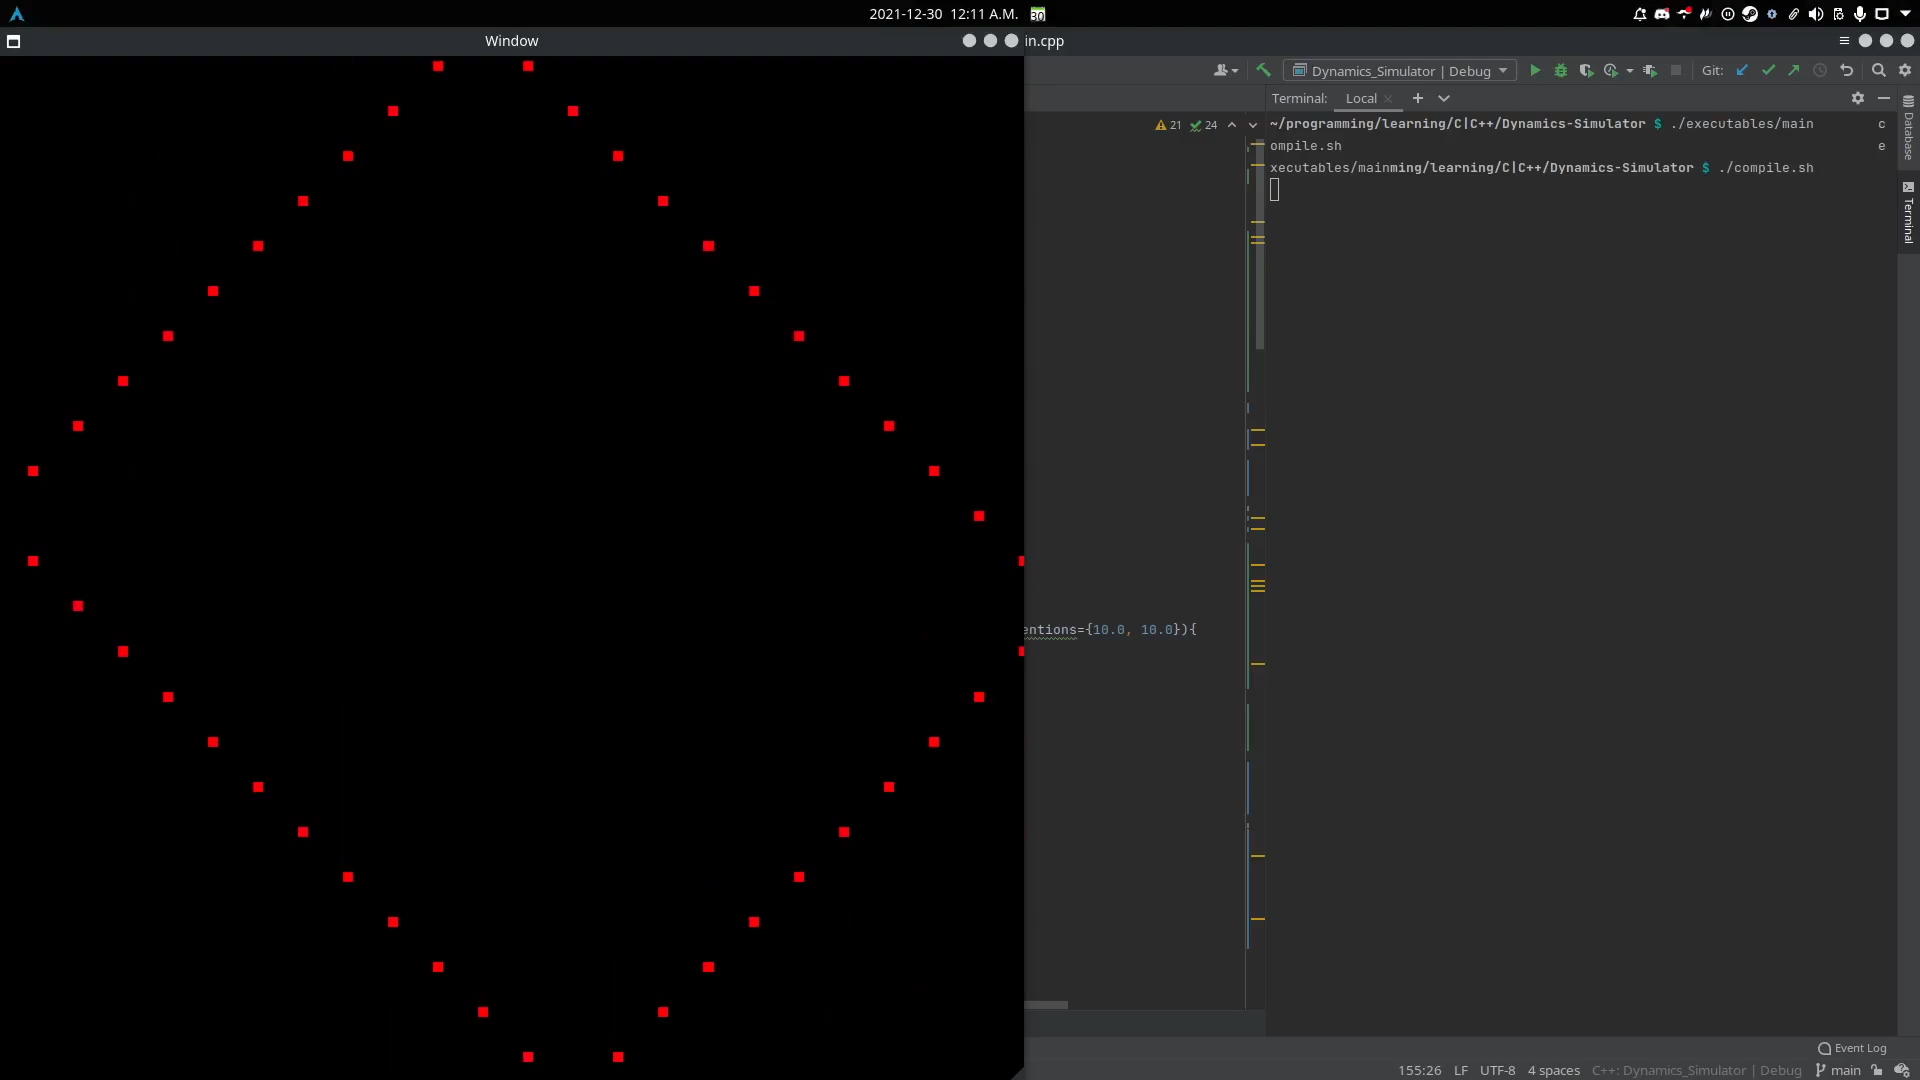 2021-12-30 12:11 A.M. 30
Window
in.cpp
Dynamics_Simulator | Debug
Git:
Terminal: Local
21 24
~/programming/learning/C|C++/Dynamics-Simulator $ ./executables/main c
ompile.sh e
xecutables/mainming/learning/C|C++/Dynamics-Simulator $ ./compile.sh
Database
Terminal
entions={10.0, 10.0}){
Event Log
155:26 LF UTF-8 4 spaces C++: Dynamics_Simulator | Debug main